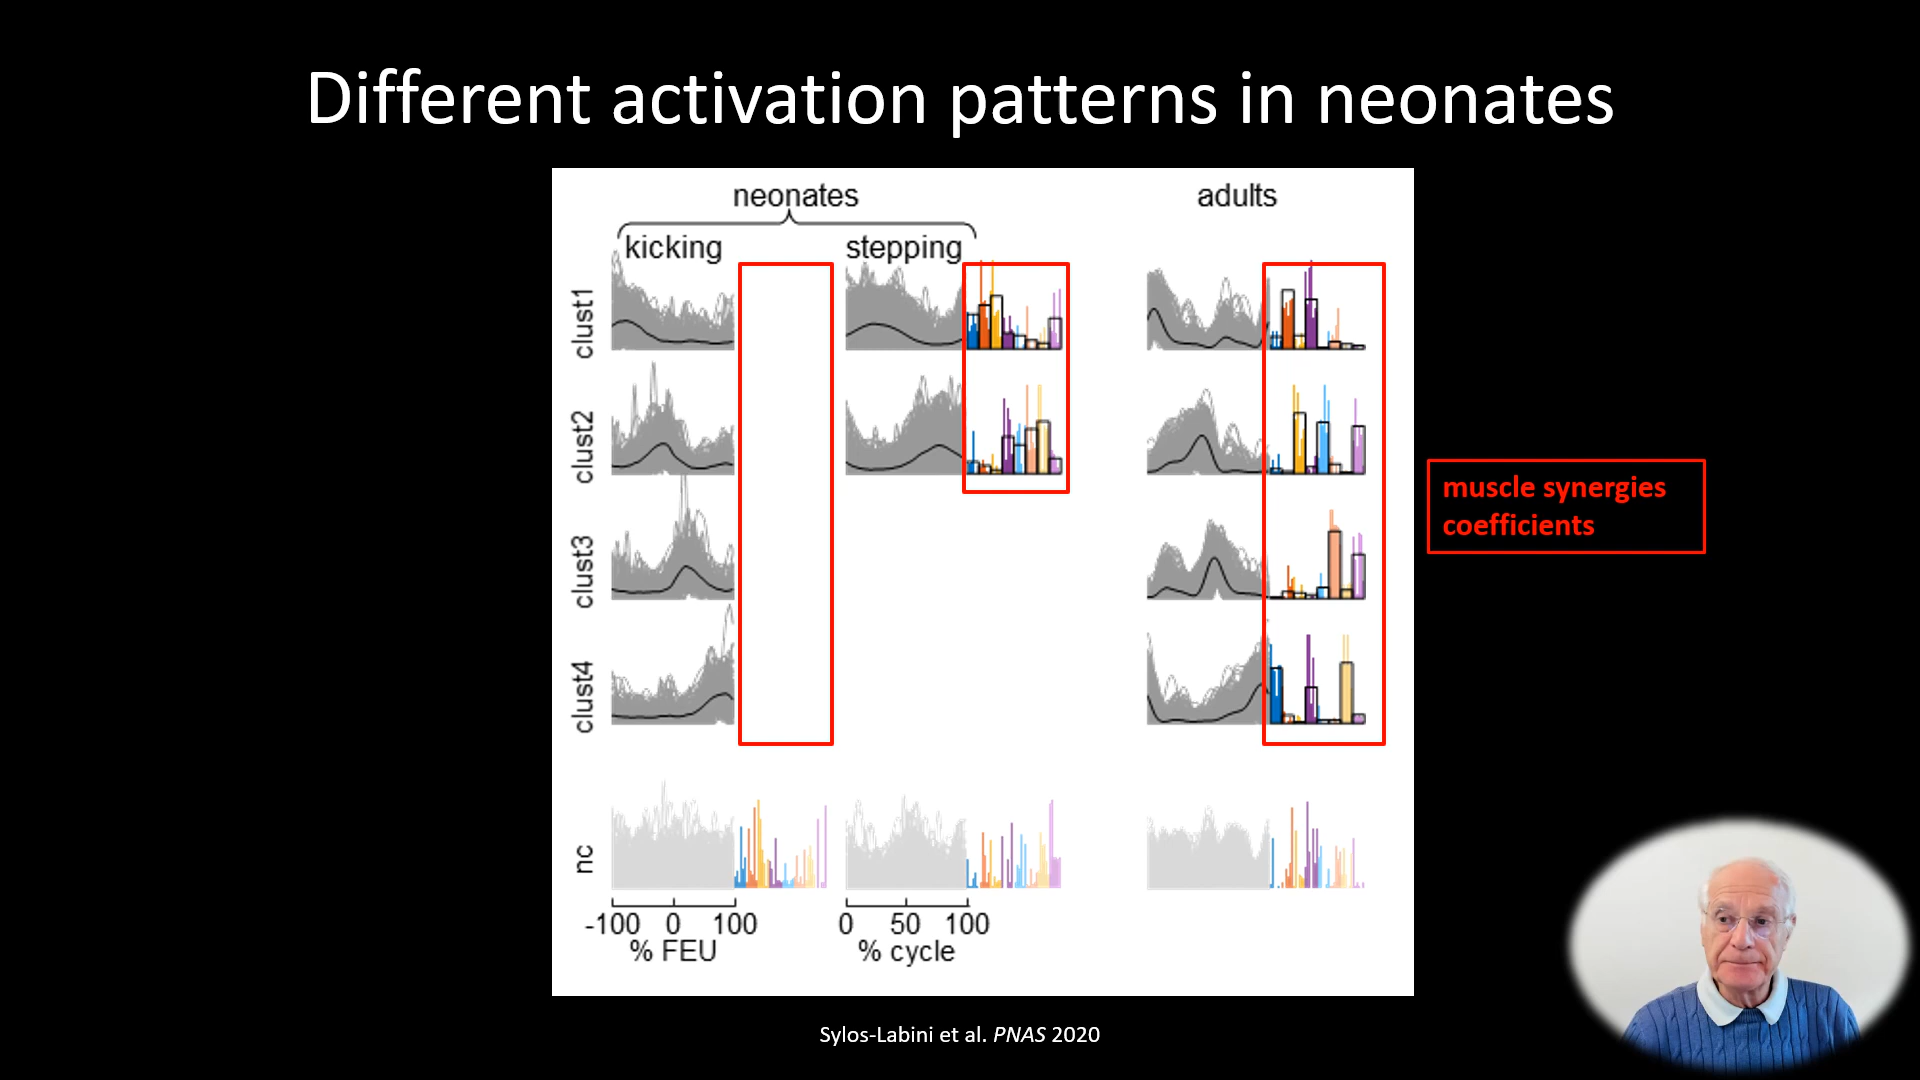 Different activation patterns in neonates
neonates
adults
kicking
stepping
clust1
clust2
clust3
clust4
nc
muscle synergies
coefficients
-100 0 100
% FEU
0 50 100
% cycle
Sylos-Labini et al. PNAS 2020